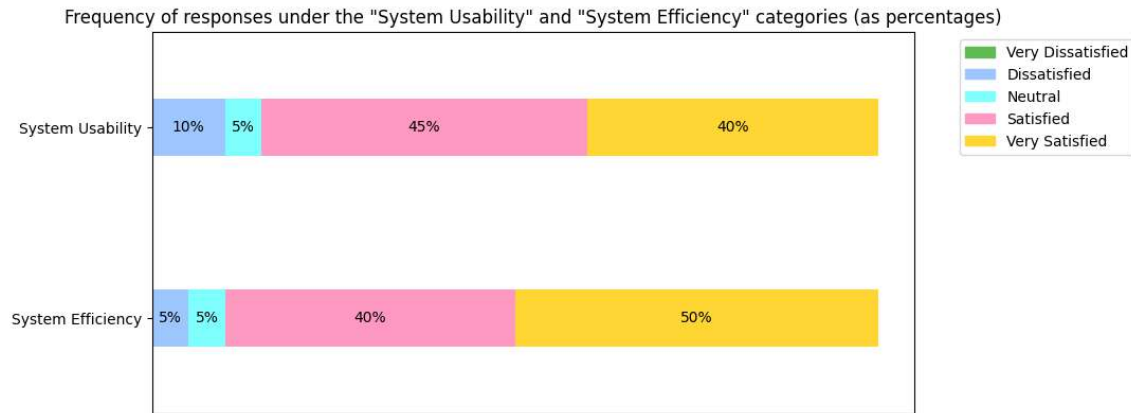 Frequency of responses under the "System Usability" and "System Efficiency" categories (as percentages)
Very Dissatisfied
Dissatisfied
Neutral
Satisfied
Very Satisfied
System Usability 10% 5% 45% 40%
System Efficiency 5% 5% 40% 50%